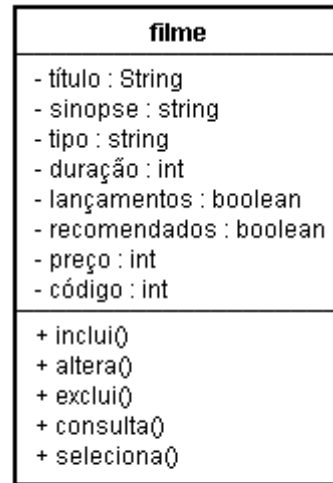 filme
- título : String
- sinopse : string
- tipo : string
- duração : int
- lançamentos : boolean
- recomendados : boolean
- preço : int
- código : int
+ inclui()
+ altera()
+ exclui()
+ consulta()
+ seleciona()